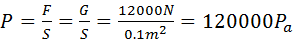 P = F/S = G/S = 12000N/0.1m² = 120000Pₐ